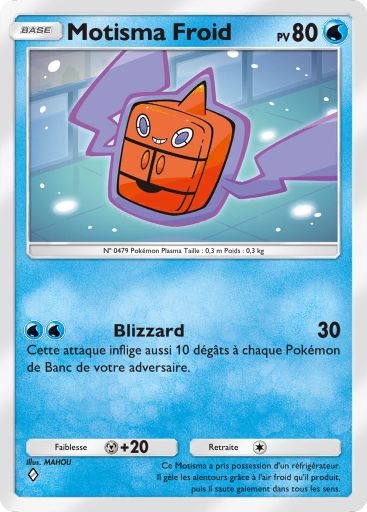 BASE Motisma Froid PV 80
N° 0479 Pokémon Plasma Taille : 0,3 m Poids : 0,3 kg
Blizzard 30
Cette attaque inflige aussi 10 dégâts à chaque Pokémon
de Banc de votre adversaire.
Faiblesse +20 Retraite
Illus. MAHOU
Ce Motisma a pris possession d'un réfrigérateur.
Il gèle les alentours grâce à l'air froid qu'il produit,
puis il saute gaiement dans tous les sens.